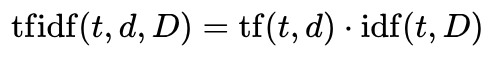 tfidf(t, d, D) = tf(t, d) · idf(t, D)